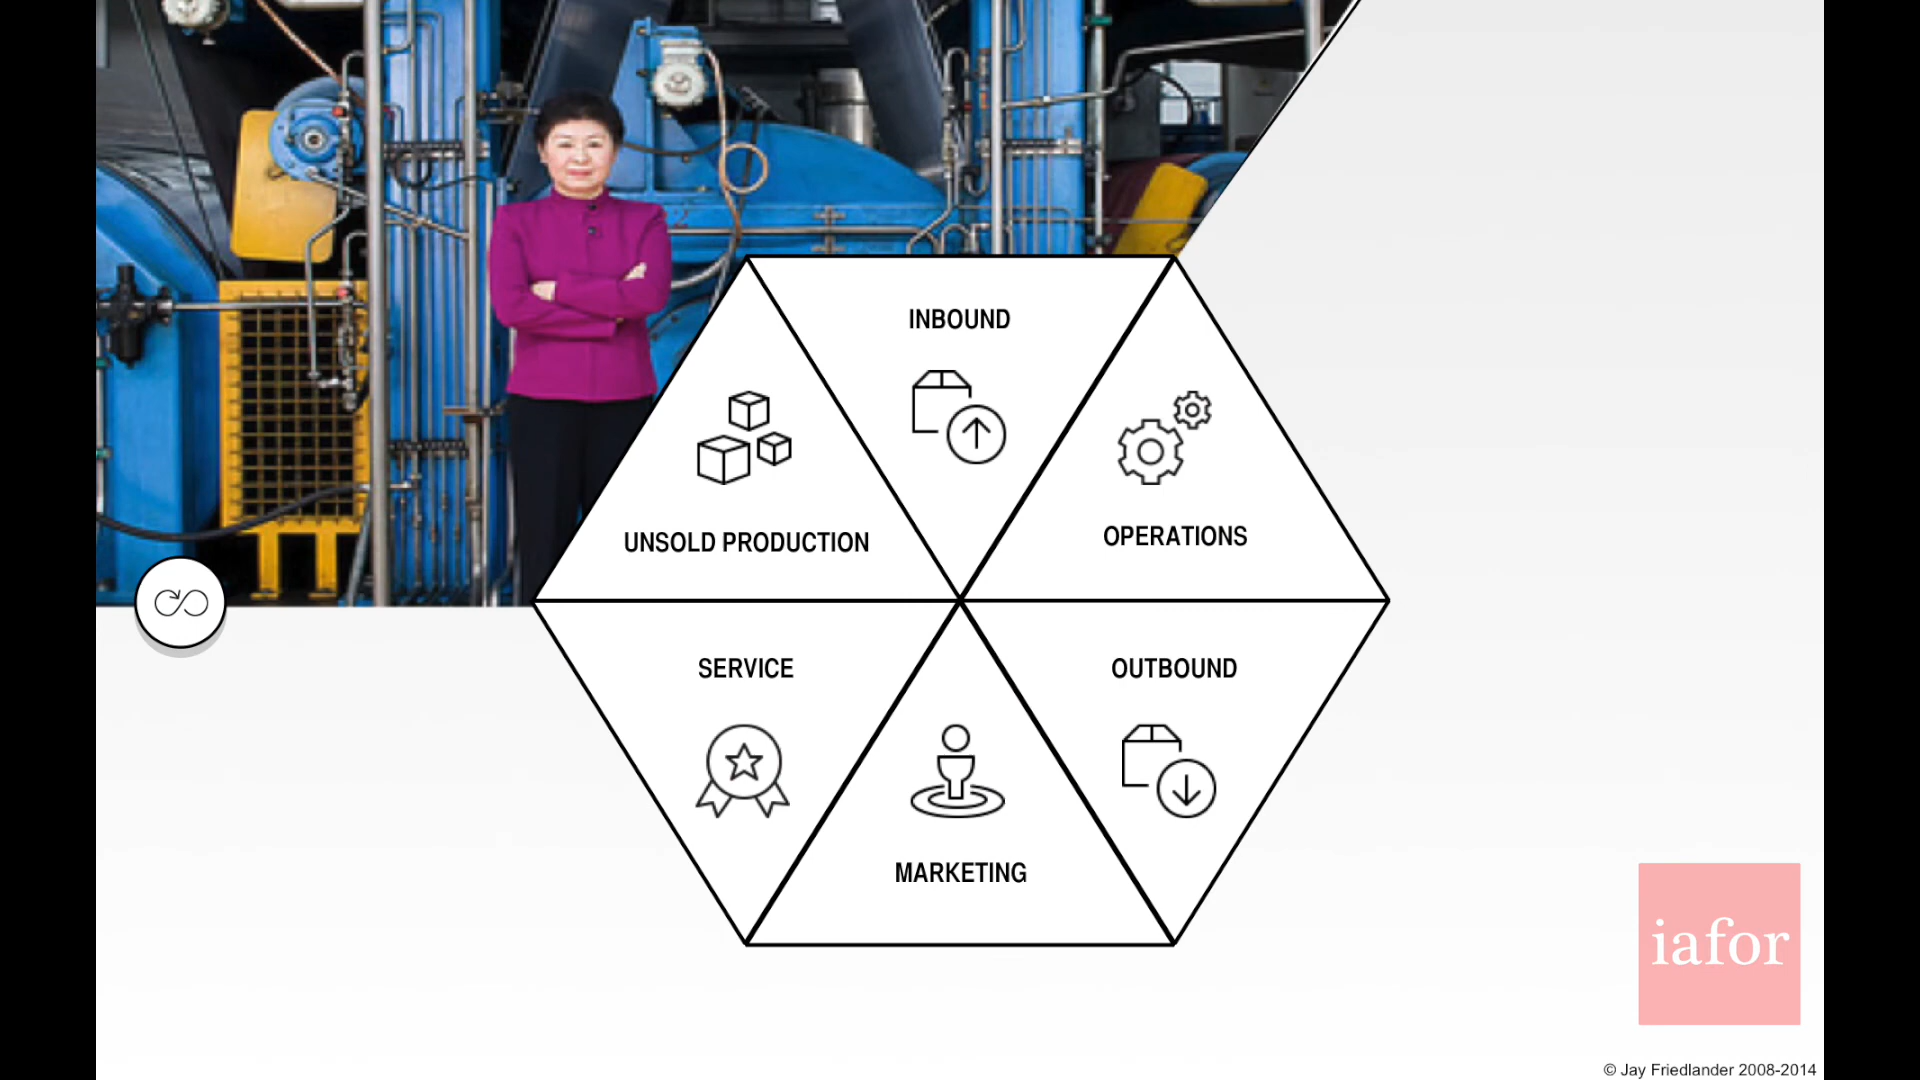 INBOUND
UNSOLD PRODUCTION
OPERATIONS
SERVICE
OUTBOUND
MARKETING
iafor
© Jay Friedlander 2008-2014